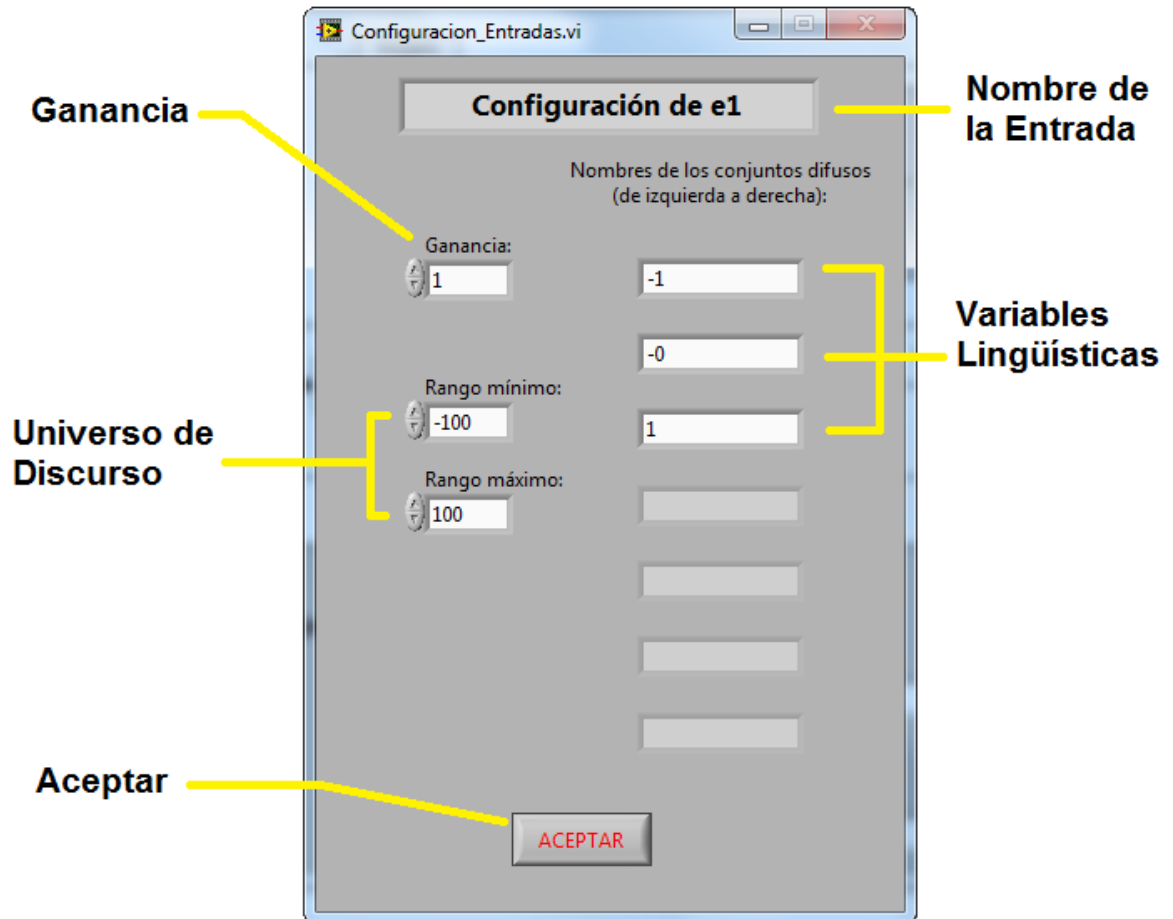 Configuracion_Entradas.vi
Ganancia
Configuración de e1
Nombre de
la Entrada
Nombres de los conjuntos difusos
(de izquierda a derecha):
Ganancia:
1
-1
-0
1
Variables
Lingüísticas
Rango mínimo:
-100
Universo de
Discurso
Rango máximo:
100
Aceptar
ACEPTAR